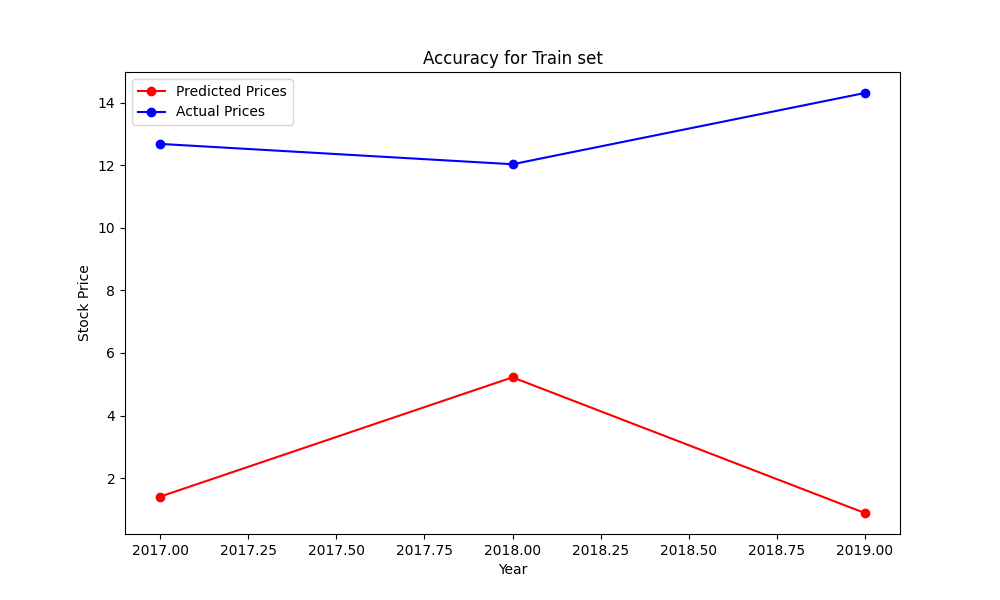 Accuracy for Train set
Predicted Prices
Actual Prices
14
12
10
8
6
4
2
Stock Price
2017.00 2017.25 2017.50 2017.75 2018.00 2018.25 2018.50 2018.75 2019.00
Year